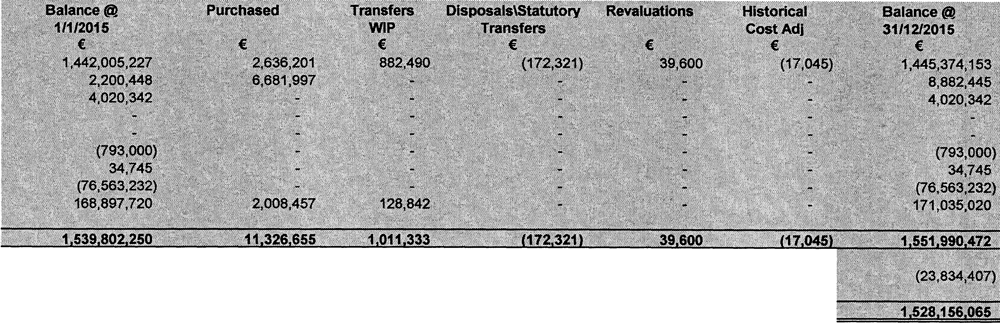 Balance @ Purchased Transfers Disposals\Statutory Revaluations Historical Balance @
1/1/2015 WIP Transfers Cost Adj 31/12/2015
€ € € € € € €
1,442,005,227 2,636,201 882,490 (172,321) 39,600 (17,045) 1,445,374,153
2,200,448 6,681,997 - - - - 8,882,445
4,020,342 - - - - - 4,020,342
- - - - - - -
- - - - - - -
(793,000) - - - - - (793,000)
34,745 - - - - - 34,745
(76,563,232) - - - - - (76,563,232)
168,897,720 2,008,457 128,842 - - - 171,035,020
1,539,802,250 11,326,655 1,011,333 (172,321) 39,600 (17,045) 1,551,990,472
(23,834,407)
1,528,156,065